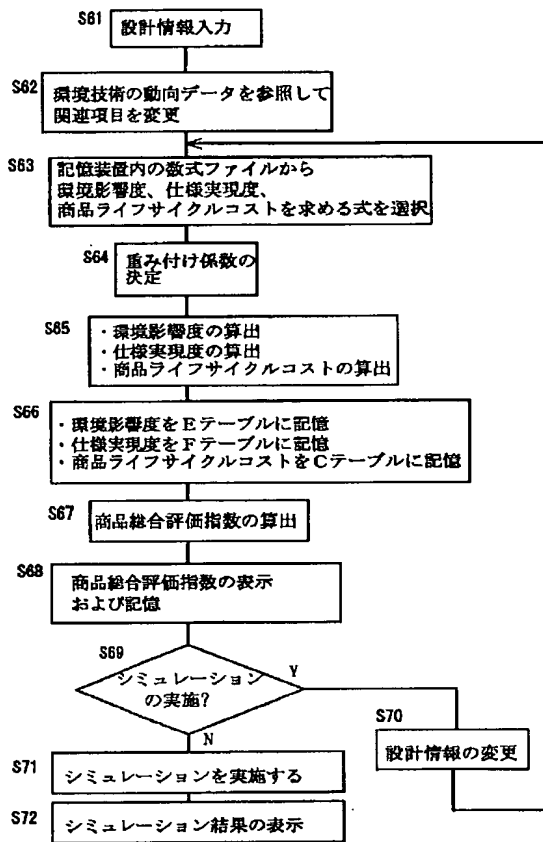 S61
設計情報入力
S62
環境技術の動向データを参照して
関連項目を変更
S63
記憶装置内の数式ファイルから
環境影響度、仕様実現度、
商品ライフサイクルコストを求める式を選択
S64
重み付け係数の
決定
S65
・環境影響度の算出
・仕様実現度の算出
・商品ライフサイクルコストの算出
S66
・環境影響度をEテーブルに記憶
・仕様実現度をFテーブルに記憶
・商品ライフサイクルコストをCテーブルに記憶
S67
商品総合評価指数の算出
S68
商品総合評価指数の表示
および記憶
S69
シミュレーション
の実施?
Y
N
S70
設計情報の変更
S71
シミュレーションを実施する
S72
シミュレーション結果の表示